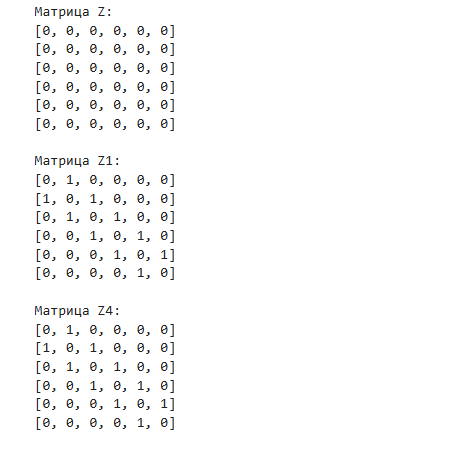 Матрица Z:
[0, 0, 0, 0, 0, 0]
[0, 0, 0, 0, 0, 0]
[0, 0, 0, 0, 0, 0]
[0, 0, 0, 0, 0, 0]
[0, 0, 0, 0, 0, 0]
[0, 0, 0, 0, 0, 0]
Матрица Z1:
[0, 1, 0, 0, 0, 0]
[1, 0, 1, 0, 0, 0]
[0, 1, 0, 1, 0, 0]
[0, 0, 1, 0, 1, 0]
[0, 0, 0, 1, 0, 1]
[0, 0, 0, 0, 1, 0]
Матрица Z4:
[0, 1, 0, 0, 0, 0]
[1, 0, 1, 0, 0, 0]
[0, 1, 0, 1, 0, 0]
[0, 0, 1, 0, 1, 0]
[0, 0, 0, 1, 0, 1]
[0, 0, 0, 0, 1, 0]